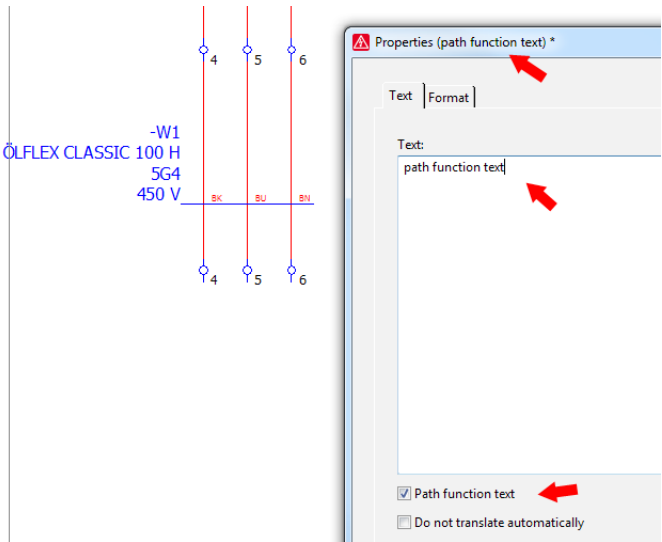 4 5 6
-W1
ÖLFLEX CLASSIC 100 H
5G4
450 V
BK BU BN
4 5 6
Properties (path function text) *
Text Format
Text:
path function text
Path function text
Do not translate automatically